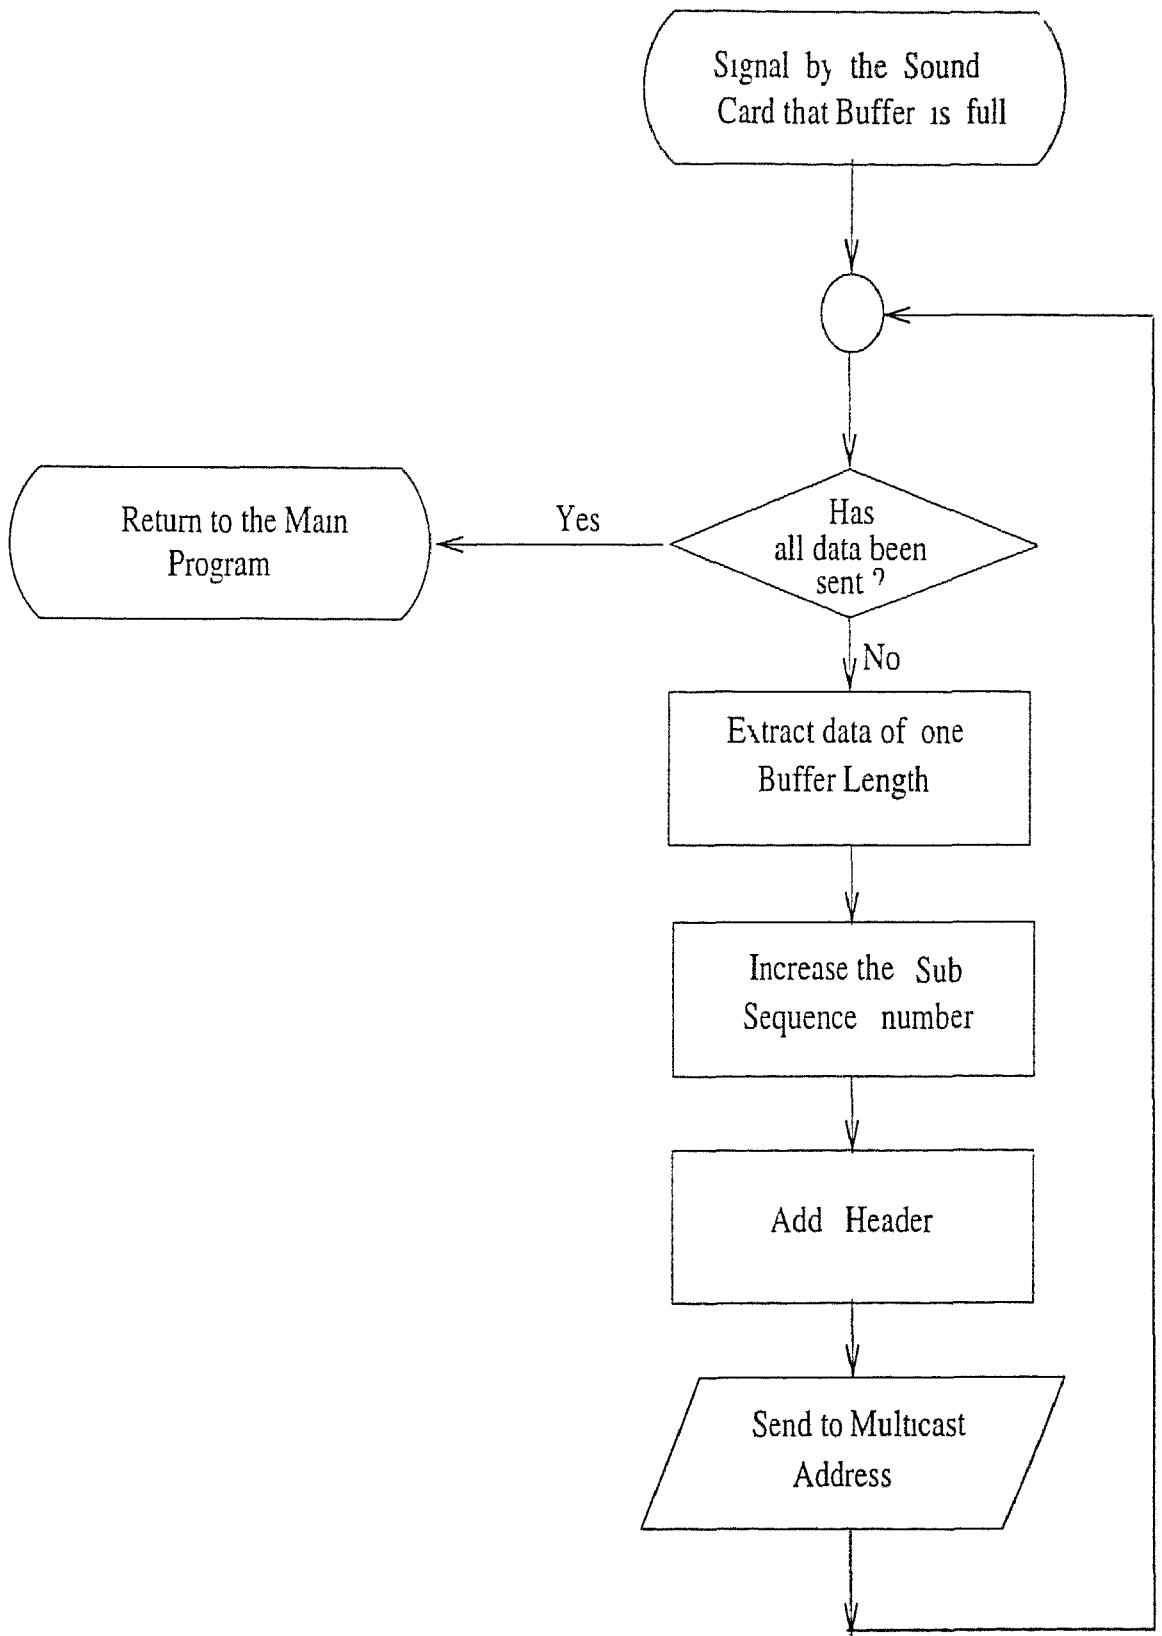 Signal by the Sound
Card that Buffer is full
Has
all data been
sent ?
Yes
Return to the Main
Program
No
Extract data of one
Buffer Length
Increase the Sub
Sequence number
Add Header
Send to Multicast
Address